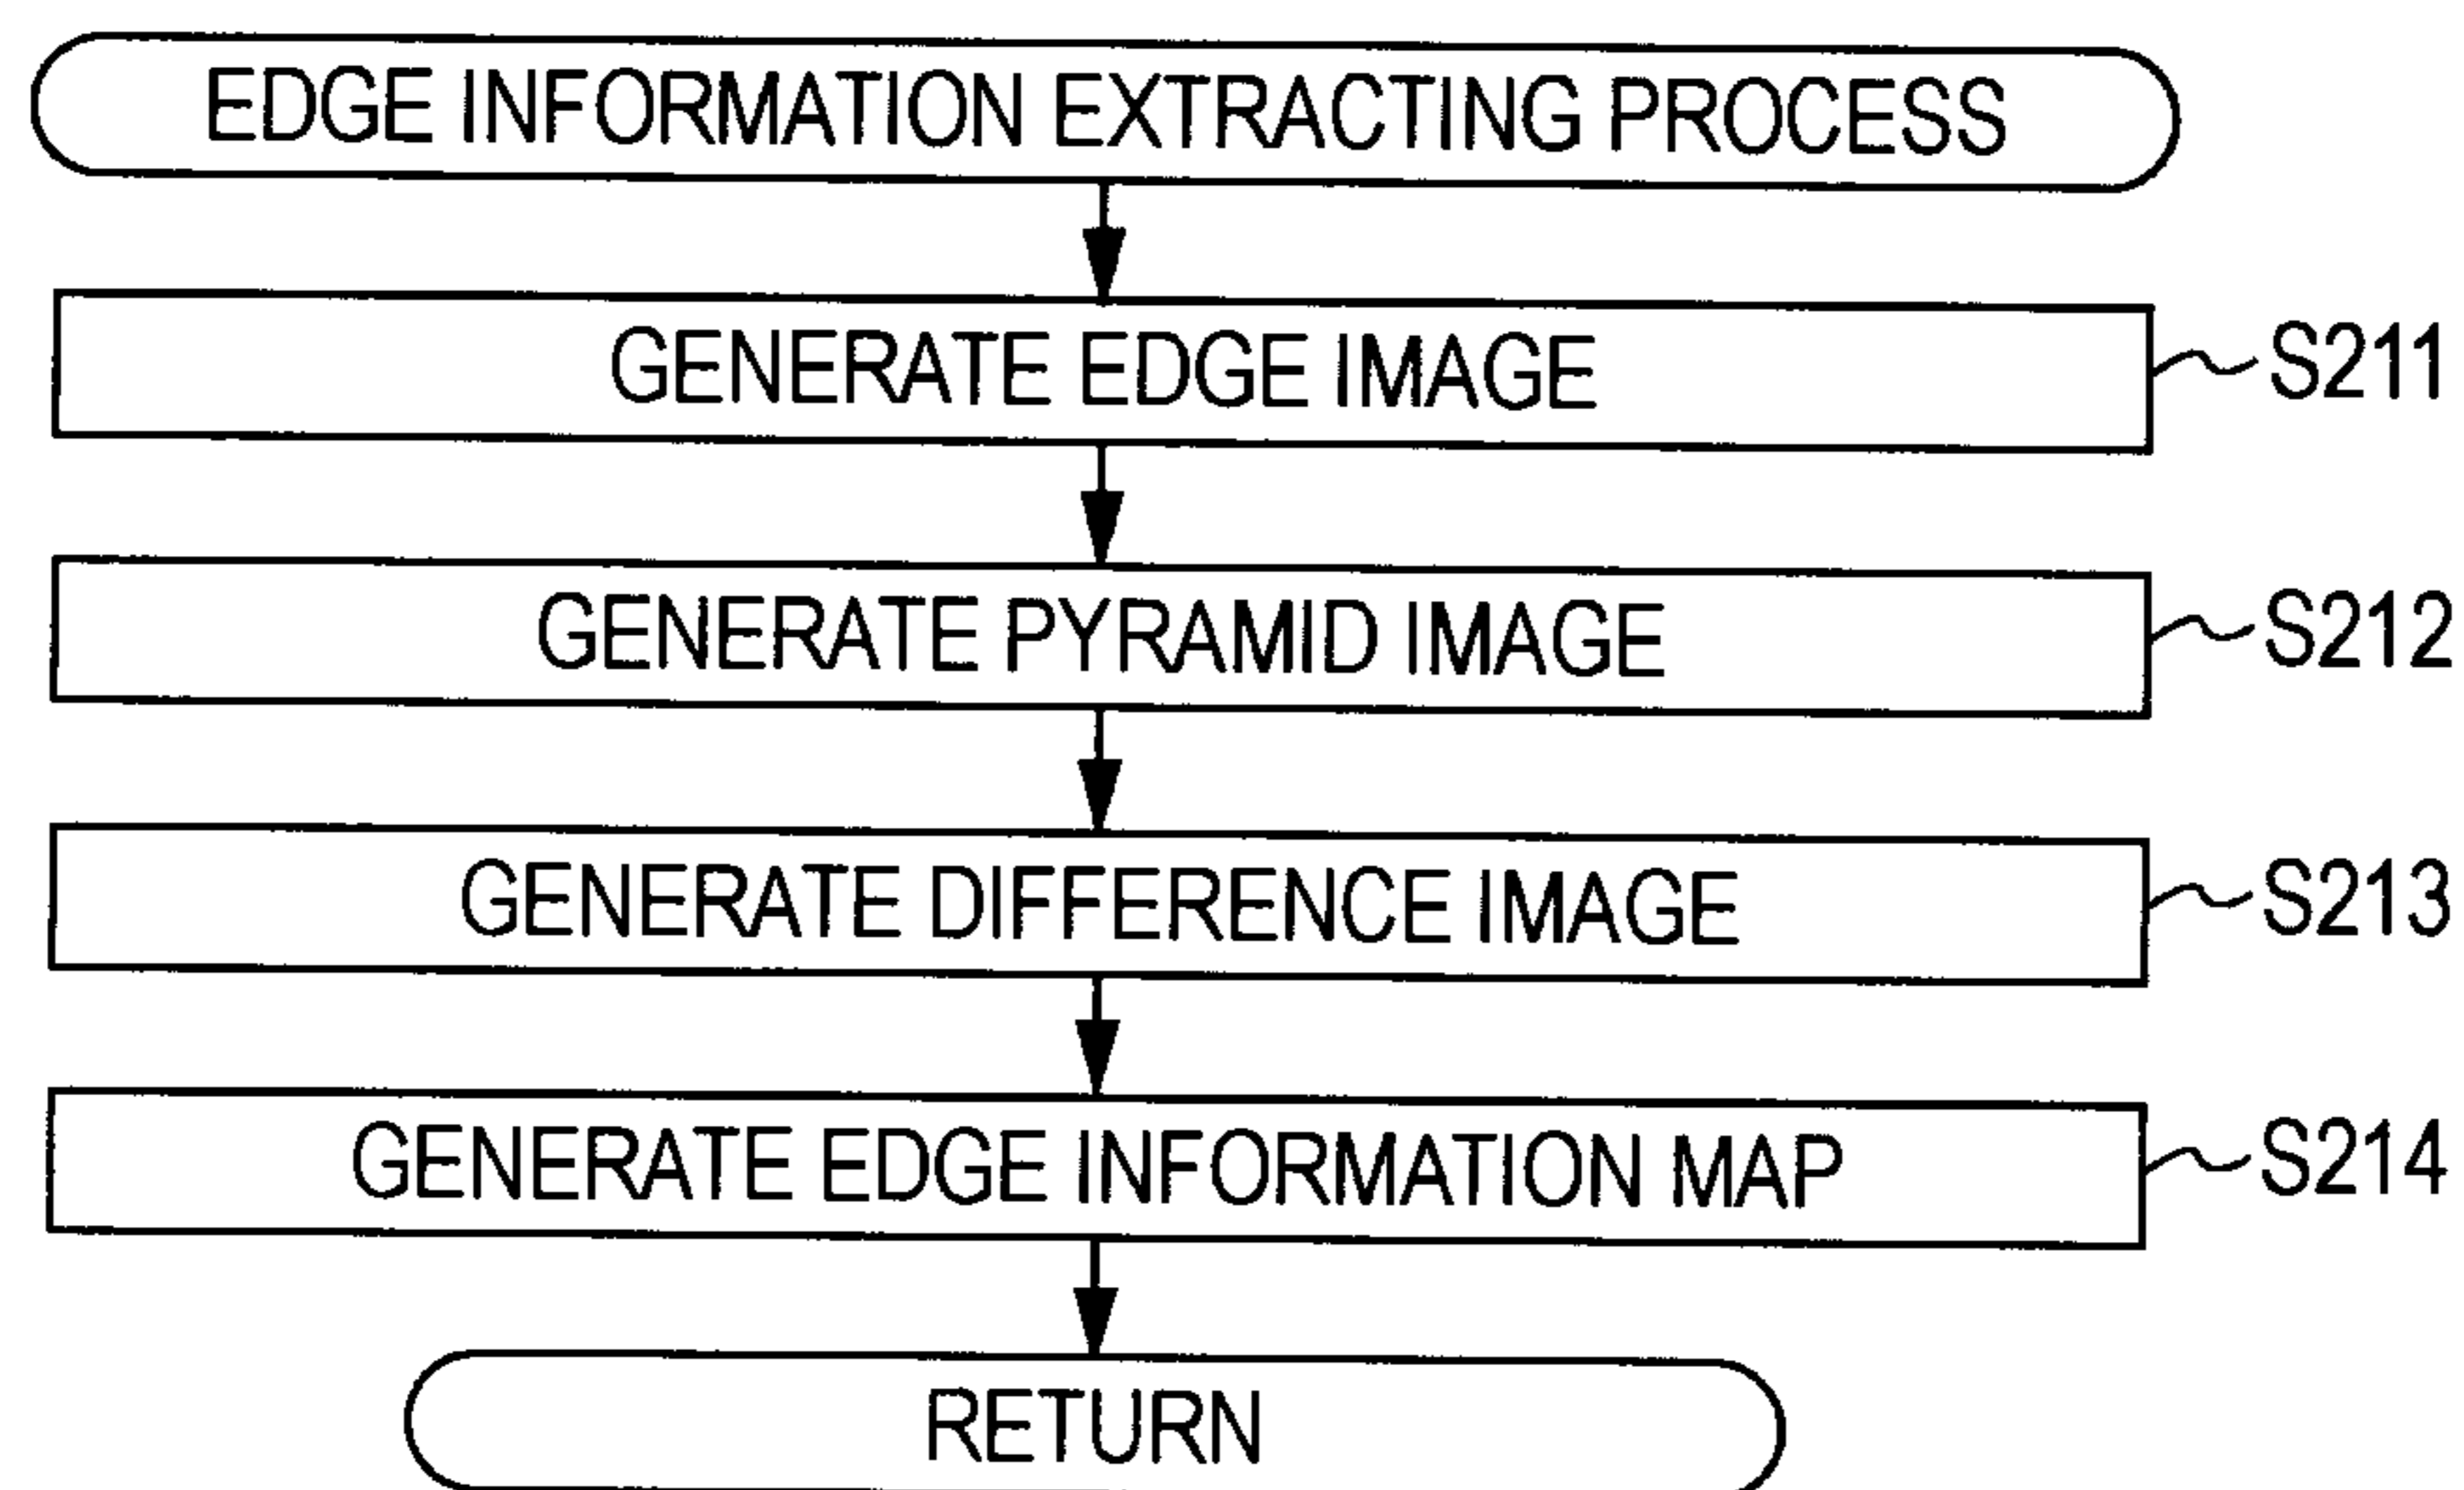 EDGE INFORMATION EXTRACTING PROCESS
GENERATE EDGE IMAGE S211
GENERATE PYRAMID IMAGE S212
GENERATE DIFFERENCE IMAGE S213
GENERATE EDGE INFORMATION MAP S214
RETURN